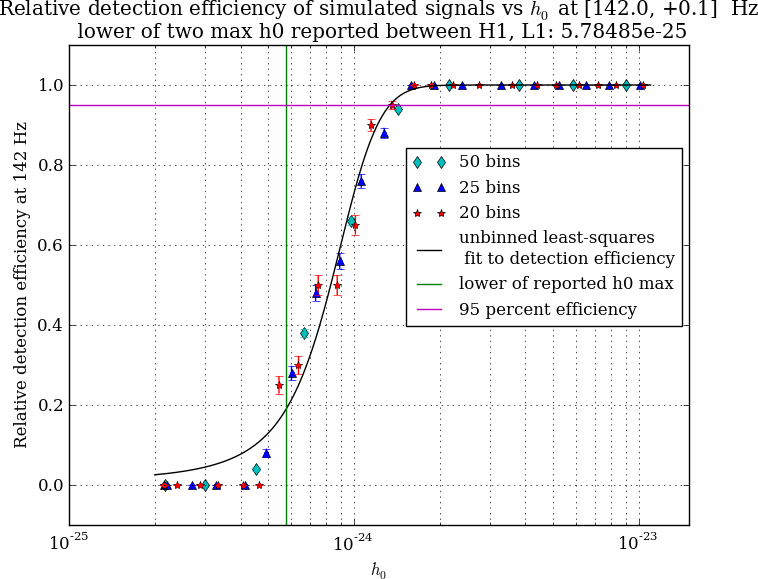 Relative detection efficiency of simulated signals vs h₀ at [142.0, +0.1]  Hz
lower of two max h0 reported between H1, L1: 5.78485e-25
Relative detection efficiency at 142 Hz
1.0
0.8
0.6
0.4
0.2
0.0
50 bins
25 bins
20 bins
unbinned least-squares
fit to detection efficiency
lower of reported h0 max
95 percent efficiency
10⁻²⁵
10⁻²⁴
10⁻²³
h₀